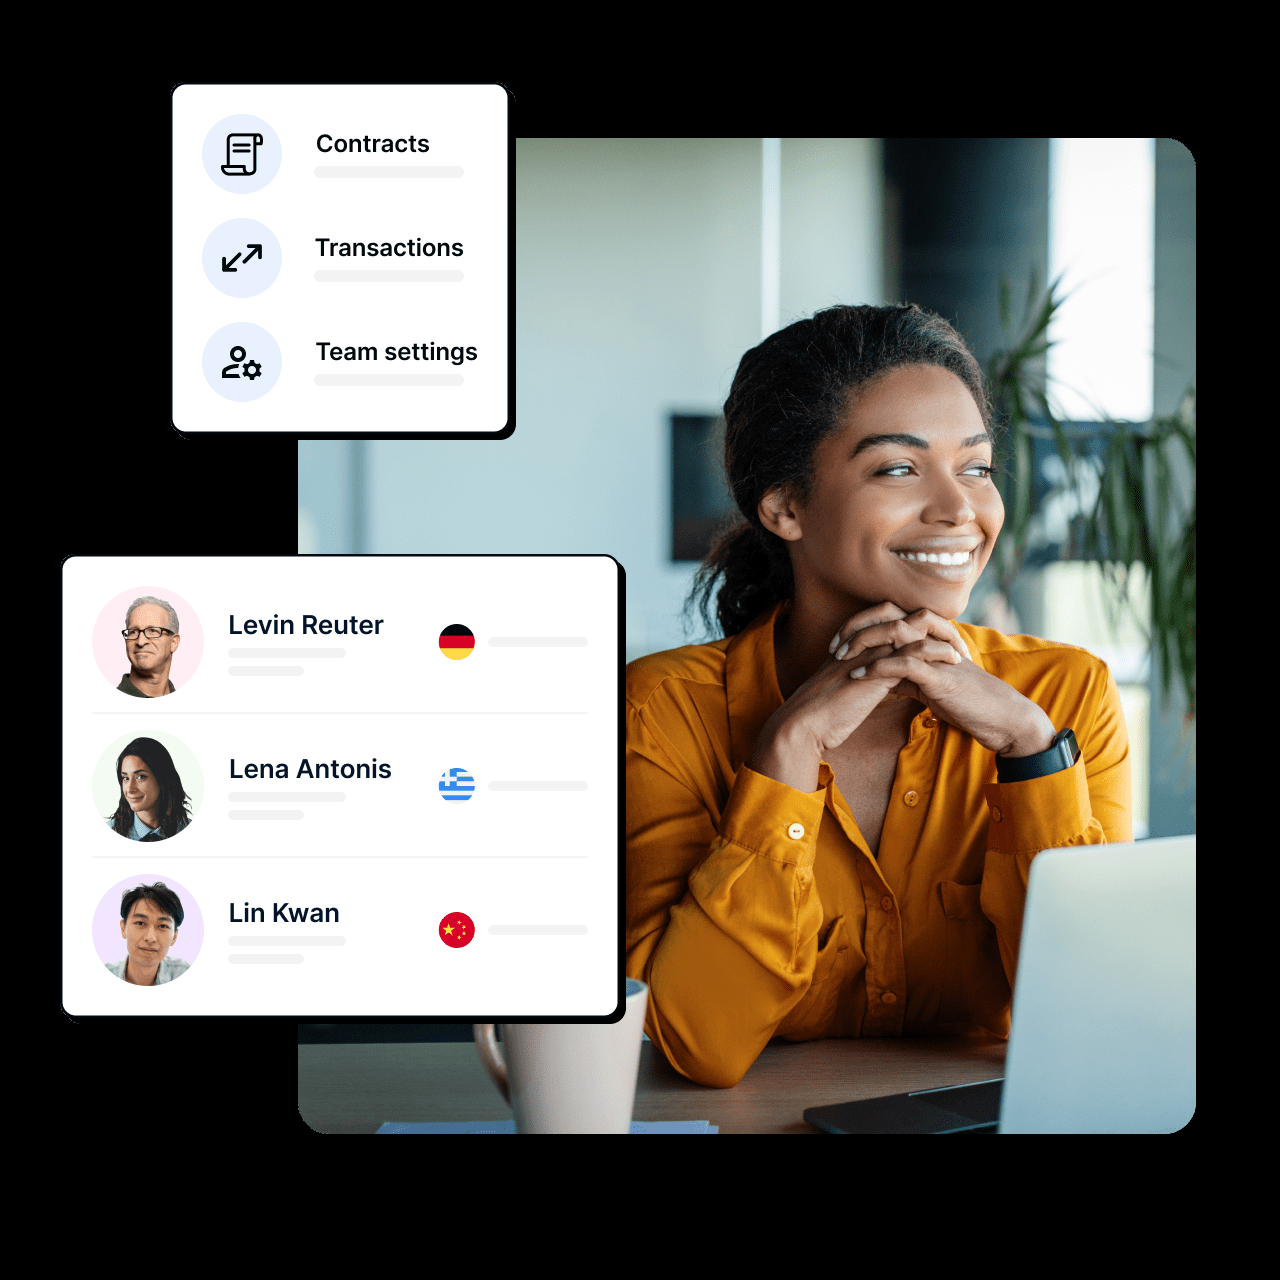 Contracts
Transactions
Team settings
Levin Reuter
Lena Antonis
Lin Kwan